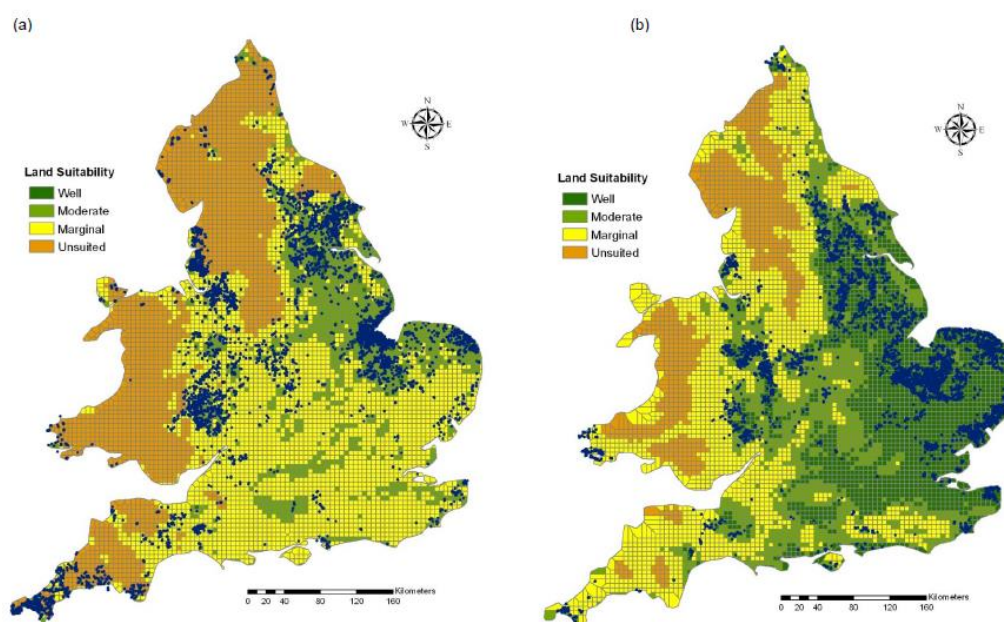 (a)
N
W E
S
Land Suitability
Well
Moderate
Marginal
Unsuited
Kilometers
0 20 40 80 120 160
(b)
N
W E
S
Land Suitability
Well
Moderate
Marginal
Unsuited
Kilometers
0 20 40 80 120 160